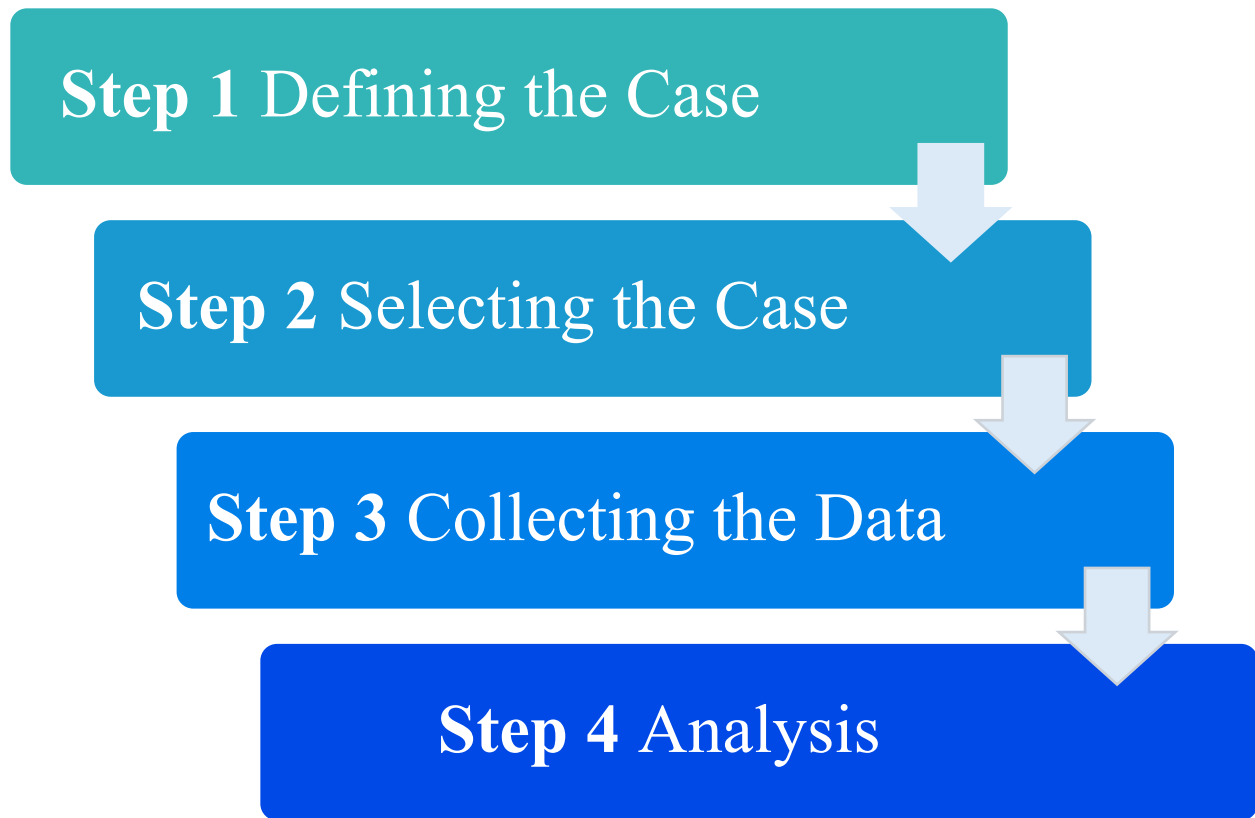 Step 1 Defining the Case
Step 2 Selecting the Case
Step 3 Collecting the Data
Step 4 Analysis